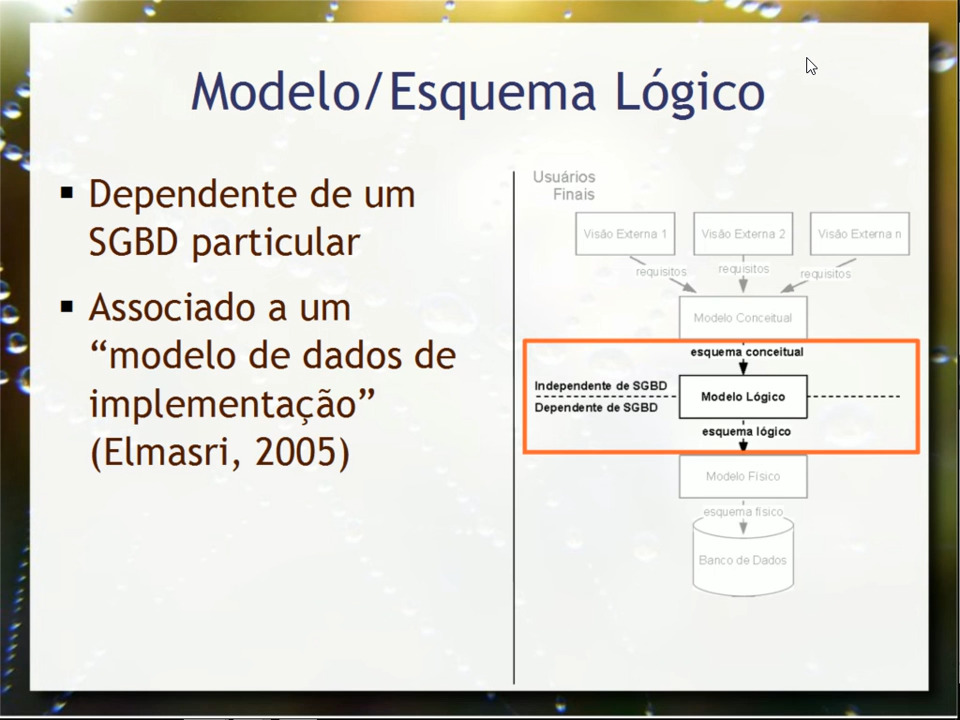 Modelo/Esquema Lógico
▪ Dependente de um
SGBD particular
▪ Associado a um
“modelo de dados de
implementação”
(Elmasri, 2005)
Usuários
Finais
Visão Externa 1
Visão Externa 2
Visão Externa n
requisitos
requisitos
requisitos
Modelo Conceitual
esquema conceitual
Independente de SGBD
Dependente de SGBD
Modelo Lógico
esquema lógico
Modelo Físico
esquema físico
Banco de Dados